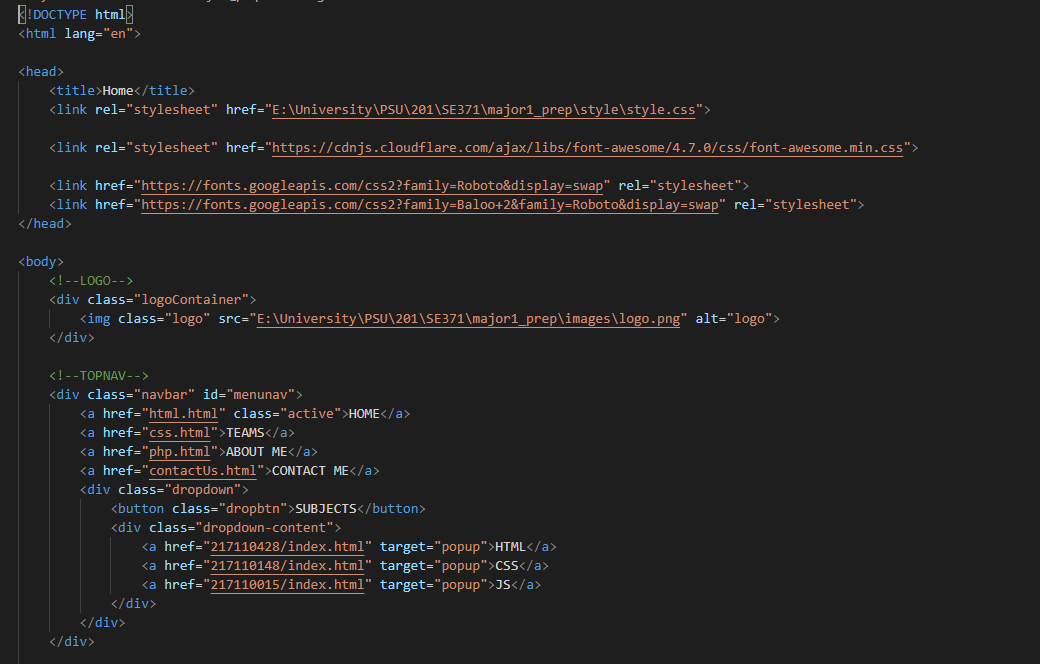 <!DOCTYPE html>
<html lang="en">
<head>
<title>Home</title>
<link rel="stylesheet" href="E:\University\PSU\201\SE371\major1_prep\style\style.css">
<link rel="stylesheet" href="https://cdnjs.cloudflare.com/ajax/libs/font-awesome/4.7.0/css/font-awesome.min.css">
<link href="https://fonts.googleapis.com/css2?family=Roboto&display=swap" rel="stylesheet">
<link href="https://fonts.googleapis.com/css2?family=Baloo+2&family=Roboto&display=swap" rel="stylesheet">
</head>
<body>
<!--LOGO-->
<div class="logoContainer">
<img class="logo" src="E:\University\PSU\201\SE371\major1_prep\images\logo.png" alt="logo">
</div>
<!--TOPNAV-->
<div class="navbar" id="menunav">
<a href="html.html" class="active">HOME</a>
<a href="css.html">TEAMS</a>
<a href="php.html">ABOUT ME</a>
<a href="contactUs.html">CONTACT ME</a>
<div class="dropdown">
<button class="dropbtn">SUBJECTS</button>
<div class="dropdown-content">
<a href="217110428/index.html" target="popup">HTML</a>
<a href="217110148/index.html" target="popup">CSS</a>
<a href="217110015/index.html" target="popup">JS</a>
</div>
</div>
</div>